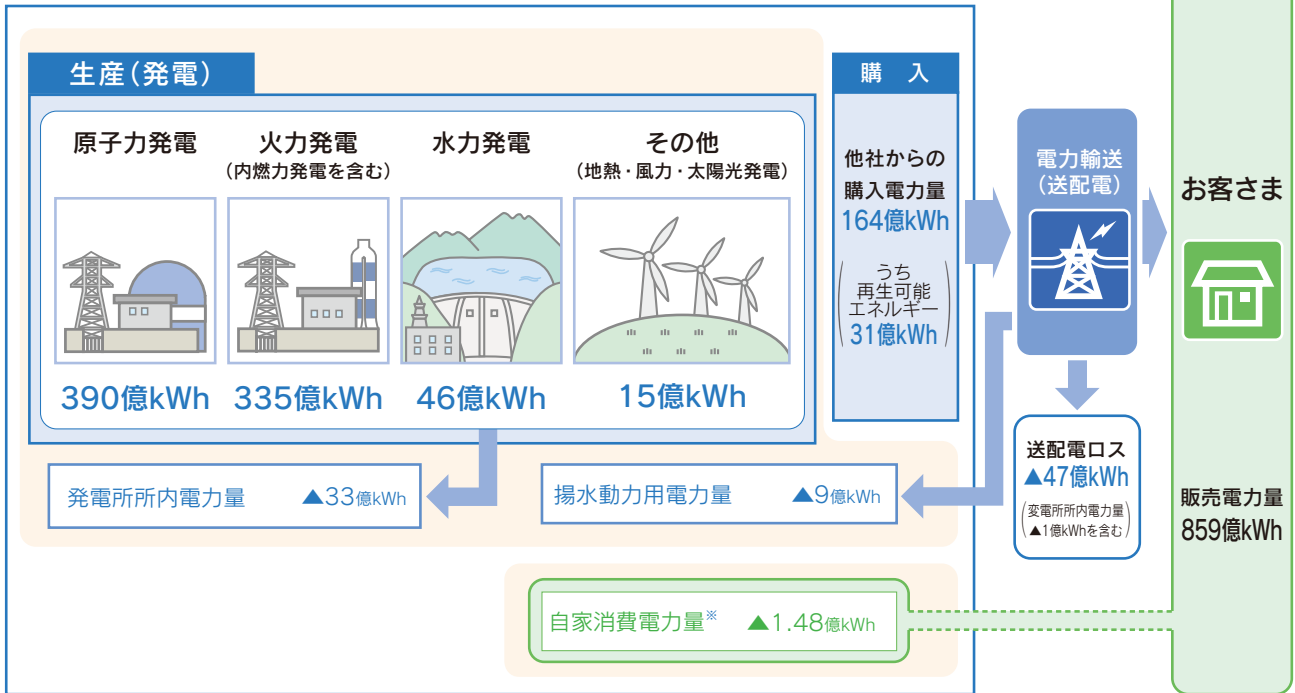 生産(発電)
原子力発電
390億kWh
火力発電
(内燃力発電を含む)
335億kWh
水力発電
46億kWh
その他
(地熱・風力・太陽光発電)
15億kWh
購 入
他社からの
購入電力量
164億kWh
(うち
再生可能
エネルギー
31億kWh)
発電所所内電力量 ▲33億kWh
揚水動力用電力量 ▲9億kWh
自家消費電力量※ ▲1.48億kWh
電力輸送
(送配電)
送配電ロス
▲47億kWh
(変電所所内電力量
▲1億kWhを含む)
お客さま
販売電力量
859億kWh